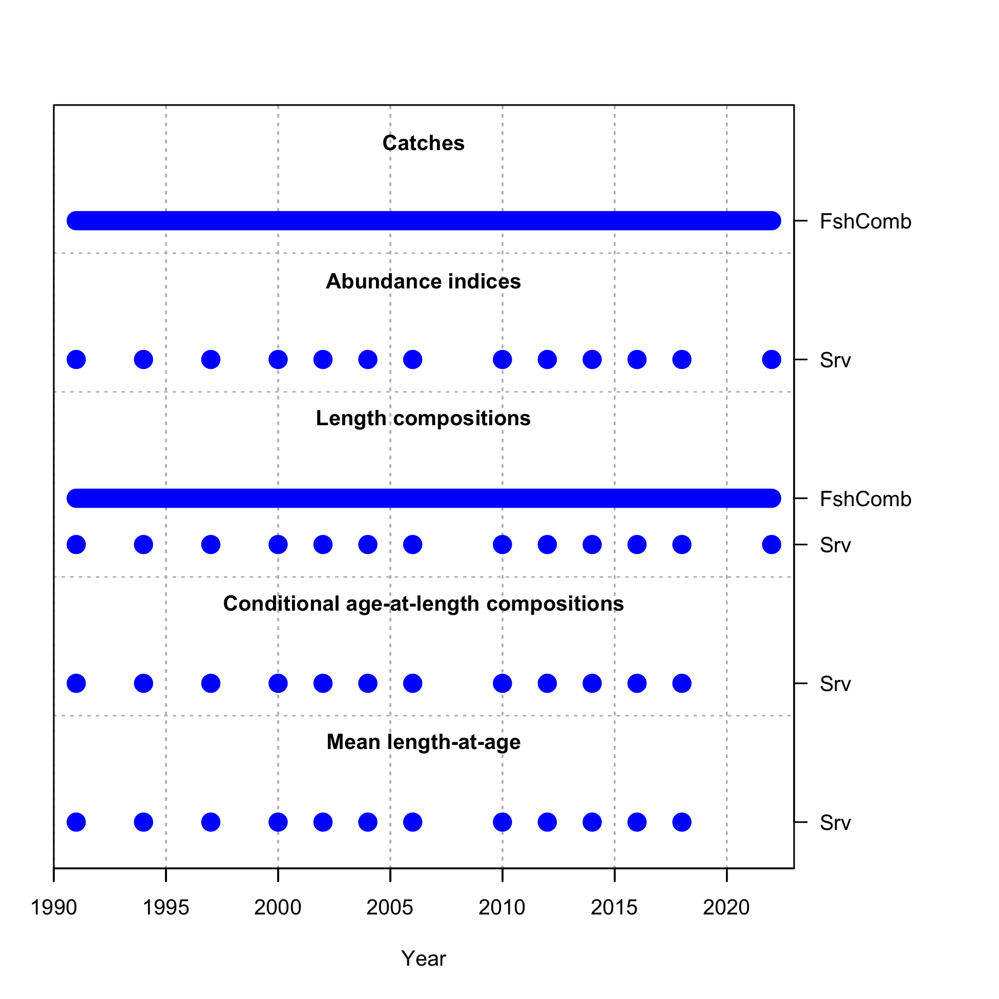 Catches
FshComb
Abundance indices
Srv
Length compositions
FshComb
Srv
Conditional age-at-length compositions
Srv
Mean length-at-age
Srv
1990 1995 2000 2005 2010 2015 2020
Year